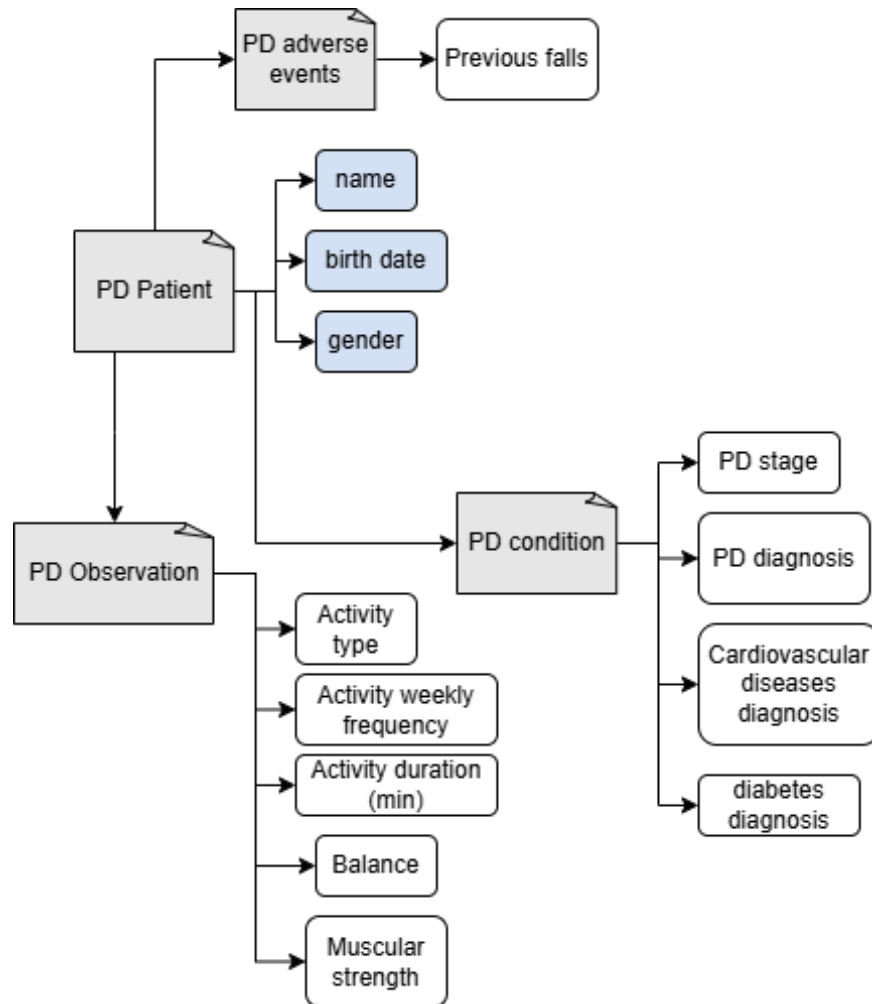 PD adverse
events
Previous falls
name
birth date
PD Patient
gender
PD stage
PD condition
PD diagnosis
PD Observation
Activity
type
Cardiovascular
diseases
diagnosis
Activity weekly
frequency
Activity duration
(min)
diabetes
diagnosis
Balance
Muscular
strength